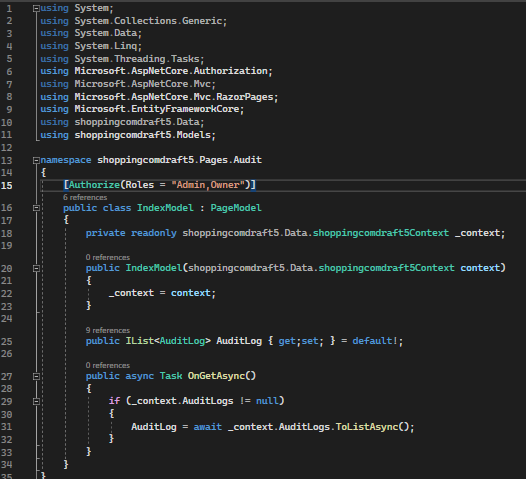 1 using System;
2 using System.Collections.Generic;
3 using System.Data;
4 using System.Linq;
5 using System.Threading.Tasks;
6 using Microsoft.AspNetCore.Authorization;
7 using Microsoft.AspNetCore.Mvc;
8 using Microsoft.AspNetCore.Mvc.RazorPages;
9 using Microsoft.EntityFrameworkCore;
10 using shoppingcomdraft5.Data;
11 using shoppingcomdraft5.Models;
12
13 namespace shoppingcomdraft5.Pages.Audit
14 {
15 [Authorize(Roles = "Admin,Owner")]
6 references
16 public class IndexModel : PageModel
17 {
18 private readonly shoppingcomdraft5.Data.shoppingcomdraft5Context _context;
19
0 references
20 public IndexModel(shoppingcomdraft5.Data.shoppingcomdraft5Context context)
21 {
22 _context = context;
23 }
24
9 references
25 public IList<AuditLog> AuditLog { get;set; } = default!;
26
0 references
27 public async Task OnGetAsync()
28 {
29 if (_context.AuditLogs != null)
30 {
31 AuditLog = await _context.AuditLogs.ToListAsync();
32 }
33 }
34 }
35 }